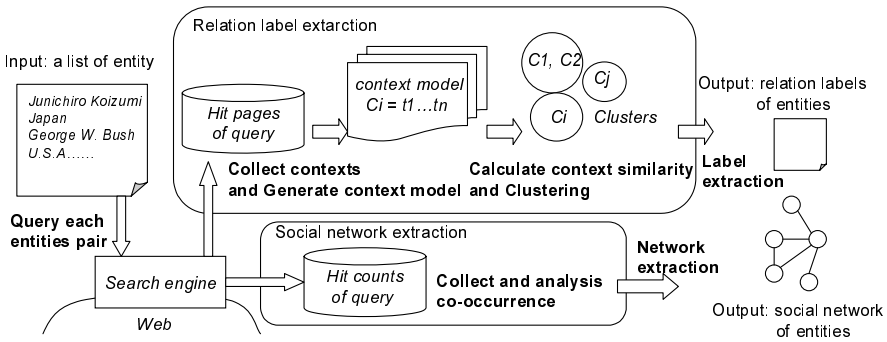 Relation label extarction
Input: a list of entity
Junichiro Koizumi
Japan
George W. Bush
U.S.A......
Query each
entities pair
Search engine
Web
Hit pages
of query
Collect contexts
and Generate context model
context model
Ci = t1...tn
C1, C2
Cj
Ci
Clusters
Calculate context similarity
and Clustering
Output: relation labels
of entities
Label
extraction
Social network extraction
Hit counts
of query
Collect and analysis
co-occurrence
Network
extraction
Output: social network
of entities